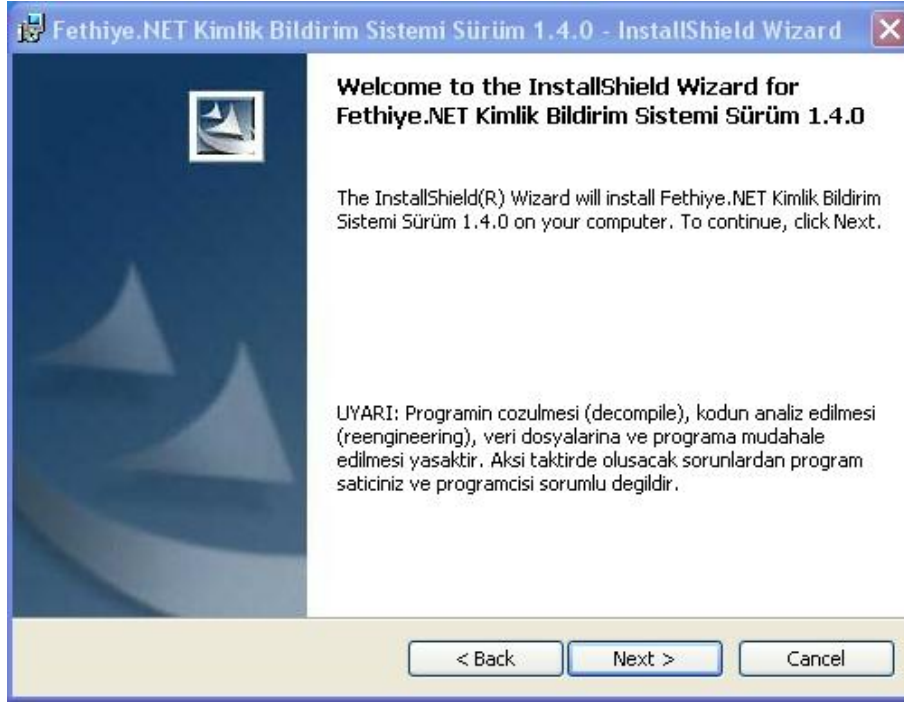 Fethiye.NET Kimlik Bildirim Sistemi Sürüm 1.4.0 - InstallShield Wizard
Welcome to the InstallShield Wizard for
Fethiye.NET Kimlik Bildirim Sistemi Sürüm 1.4.0
The InstallShield(R) Wizard will install Fethiye.NET Kimlik Bildirim
Sistemi Sürüm 1.4.0 on your computer. To continue, click Next.
UYARI: Programin cozulmesi (decompile), kodun analiz edilmesi
(reengineering), veri dosyalarina ve programa mudahale
edilmesi yasaktir. Aksi taktirde olusacak sorunlardan program
saticiniz ve programcisi sorumlu degildir.
< Back
Next >
Cancel